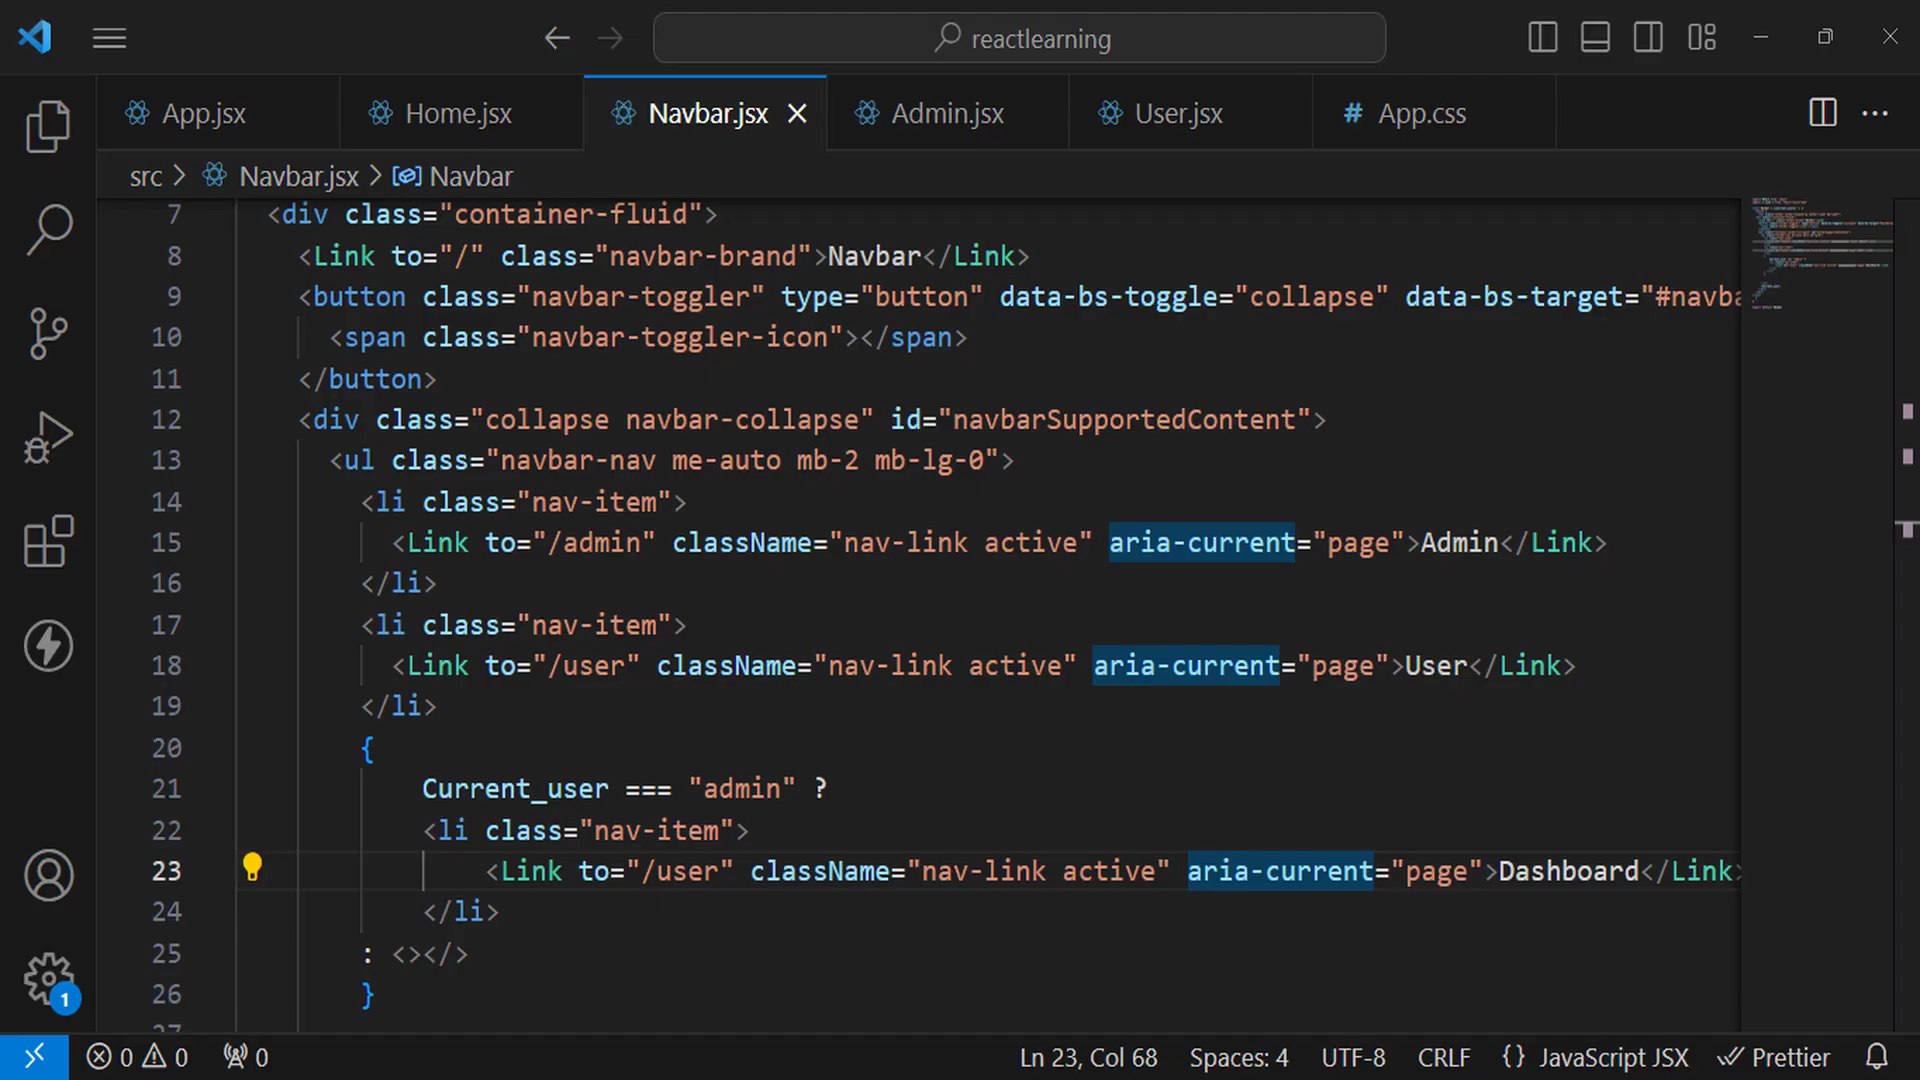 reactlearning
App.jsx
Home.jsx
Navbar.jsx
Admin.jsx
User.jsx
# App.css
src > Navbar.jsx > Navbar
7 <div class="container-fluid">
8 <Link to="/" class="navbar-brand">Navbar</Link>
9 <button class="navbar-toggler" type="button" data-bs-toggle="collapse" data-bs-target="#navba
10 <span class="navbar-toggler-icon"></span>
11 </button>
12 <div class="collapse navbar-collapse" id="navbarSupportedContent">
13 <ul class="navbar-nav me-auto mb-2 mb-lg-0">
14 <li class="nav-item">
15 <Link to="/admin" className="nav-link active" aria-current="page">Admin</Link>
16 </li>
17 <li class="nav-item">
18 <Link to="/user" className="nav-link active" aria-current="page">User</Link>
19 </li>
20 {
21 Current_user === "admin" ?
22 <li class="nav-item">
23 <Link to="/user" className="nav-link active" aria-current="page">Dashboard</Link>
24 </li>
25 : <></>
26 }
27
1
0 0 0
Ln 23, Col 68
Spaces: 4
UTF-8
CRLF
{} JavaScript JSX
Prettier